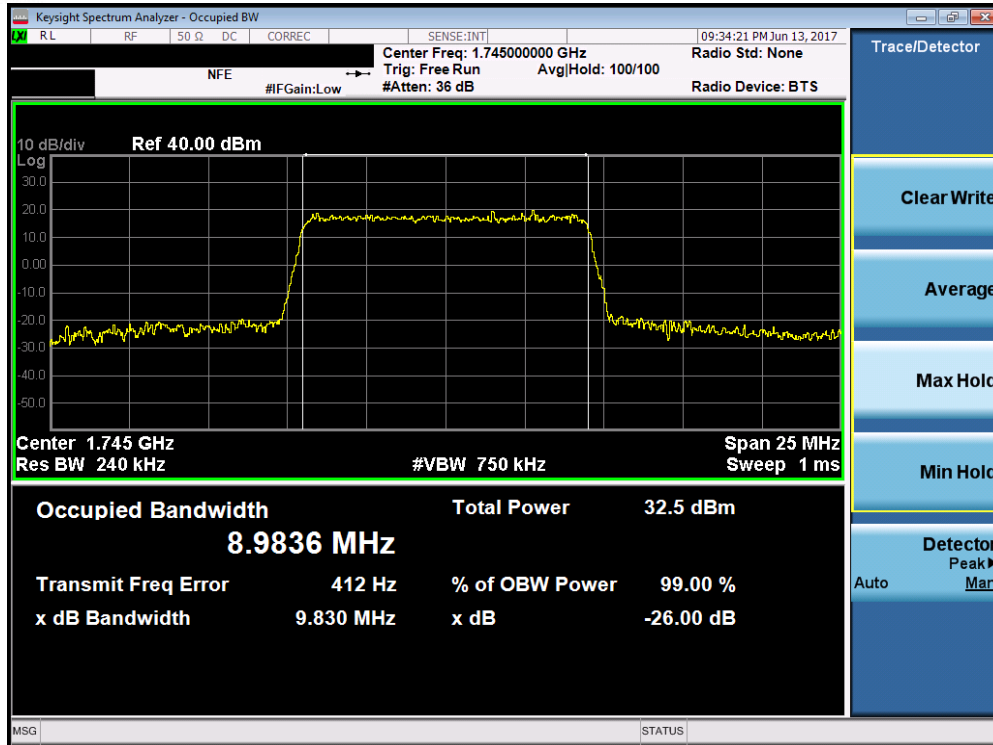 Keysight Spectrum Analyzer - Occupied BW
LXI RL RF 50 Ω DC CORREC SENSE:INT 09:34:21 PM Jun 13, 2017
Center Freq: 1.745000000 GHz Radio Std: None
NFE Trig: Free Run Avg|Hold: 100/100
#IFGain:Low #Atten: 36 dB Radio Device: BTS
10 dB/div Ref 40.00 dBm
Log
30.0
20.0
10.0
0.00
-10.0
-20.0
-30.0
-40.0
-50.0
Center 1.745 GHz Span 25 MHz
Res BW 240 kHz #VBW 750 kHz Sweep 1 ms
Occupied Bandwidth Total Power 32.5 dBm
8.9836 MHz
Transmit Freq Error 412 Hz % of OBW Power 99.00 %
x dB Bandwidth 9.830 MHz x dB -26.00 dB
MSG STATUS
Trace/Detector
Clear Write
Average
Max Hold
Min Hold
Detector
Peak
Auto Man